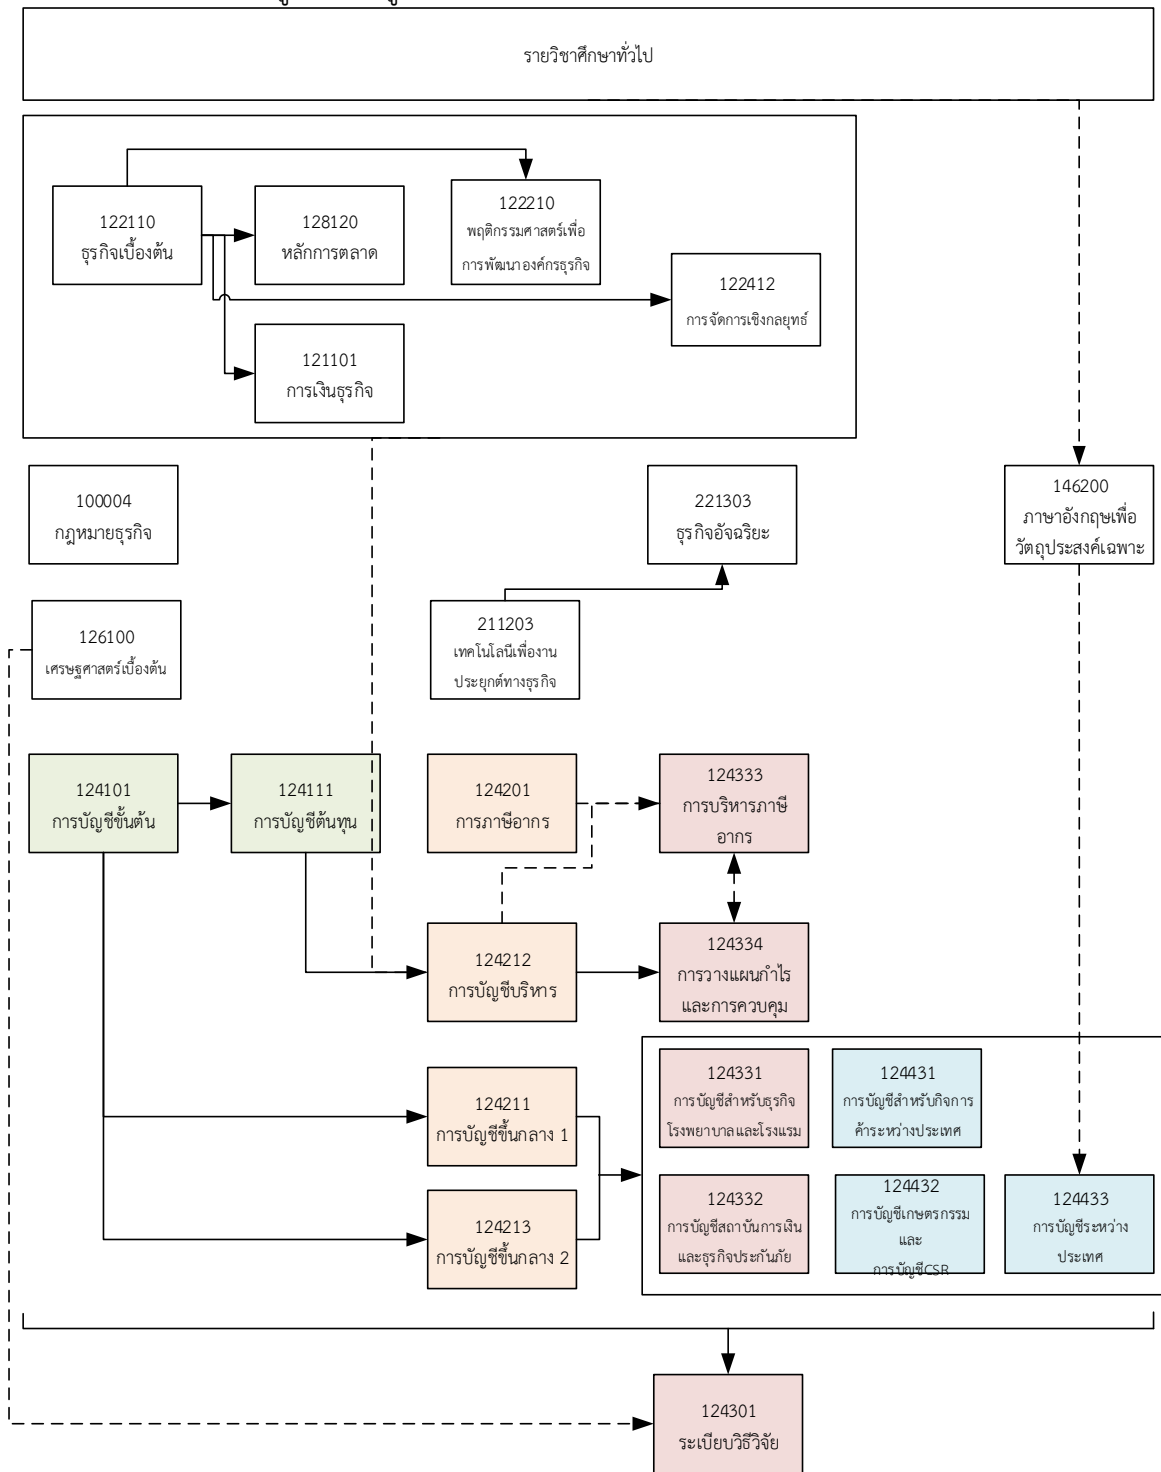 รายวิชาศึกษาทั่วไป
122110
ธุรกิจเบื้องต้น
128120
หลักการตลาด
122210
พฤติกรรมศาสตร์เพื่อ
การพัฒนาองค์กรธุรกิจ
122412
การจัดการเชิงกลยุทธ์
121101
การเงินธุรกิจ
100004
กฎหมายธุรกิจ
221303
ธุรกิจอัจฉริยะ
146200
ภาษาอังกฤษเพื่อ
วัตถุประสงค์เฉพาะ
126100
เศรษฐศาสตร์เบื้องต้น
211203
เทคโนโลนีเพื่องาน
ประยุกต์ทางธุรกิจ
124101
การบัญชีขั้นต้น
124111
การบัญชีต้นทุน
124201
การภาษีอากร
124333
การบริหารภาษี
อากร
124212
การบัญชีบริหาร
124334
การวางแผนกำไร
และการควบคุม
124331
การบัญชีสำหรับธุรกิจ
โรงพยาบาลและโรงแรม
124431
การบัญชีสำหรับกิจการ
ค้าระหว่างประเทศ
124211
การบัญชีขึ้นกลาง 1
124332
การบัญชีสถาบันการเงิน
และธุรกิจประกันภัย
124432
การบัญชีเกษตรกรรม
และ
การบัญชีCSR
124433
การบัญชีระหว่าง
ประเทศ
124213
การบัญชีขึ้นกลาง 2
124301
ระเบียบวิธีวิจัย